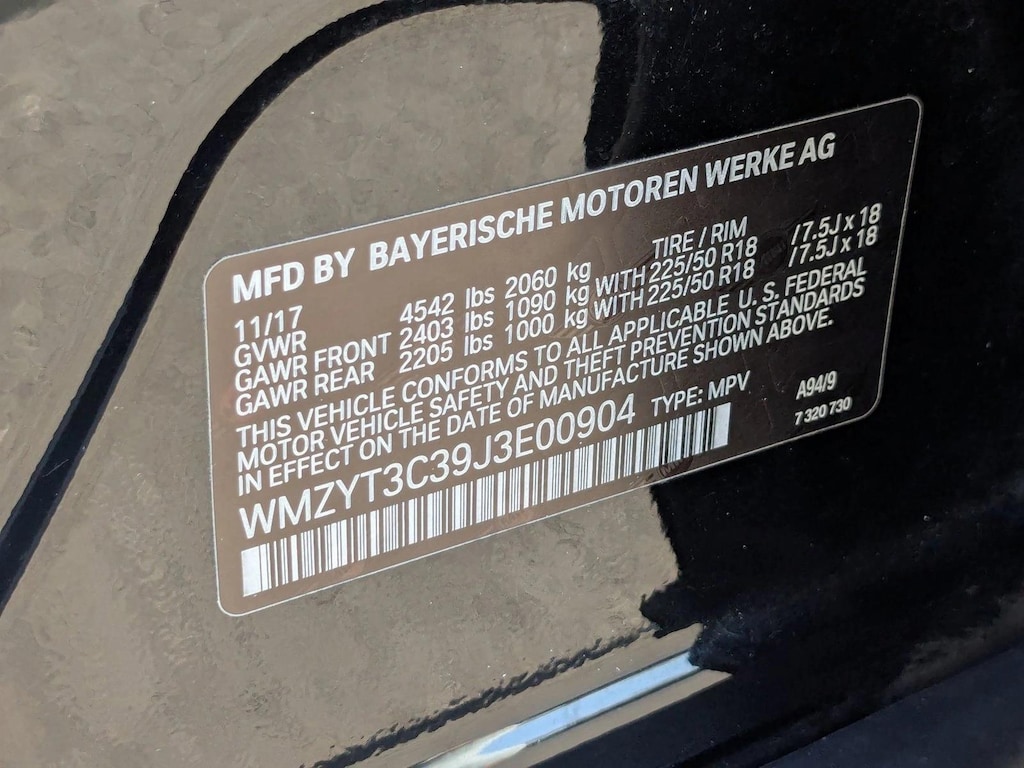 MFD BY BAYERISCHE MOTOREN WERKE AG
11/17 TIRE / RIM
GVWR 4542 lbs 2060 kg
GAWR FRONT 2403 lbs 1090 kg WITH 225/50 R18 / 7.5J x 18
GAWR REAR 2205 lbs 1000 kg WITH 225/50 R18 / 7.5J x 18
THIS VEHICLE CONFORMS TO ALL APPLICABLE U. S. FEDERAL
MOTOR VEHICLE SAFETY AND THEFT PREVENTION STANDARDS
IN EFFECT ON THE DATE OF MANUFACTURE SHOWN ABOVE.
WMZYT3C39J3E00904 TYPE: MPV A94/9
7 320 730